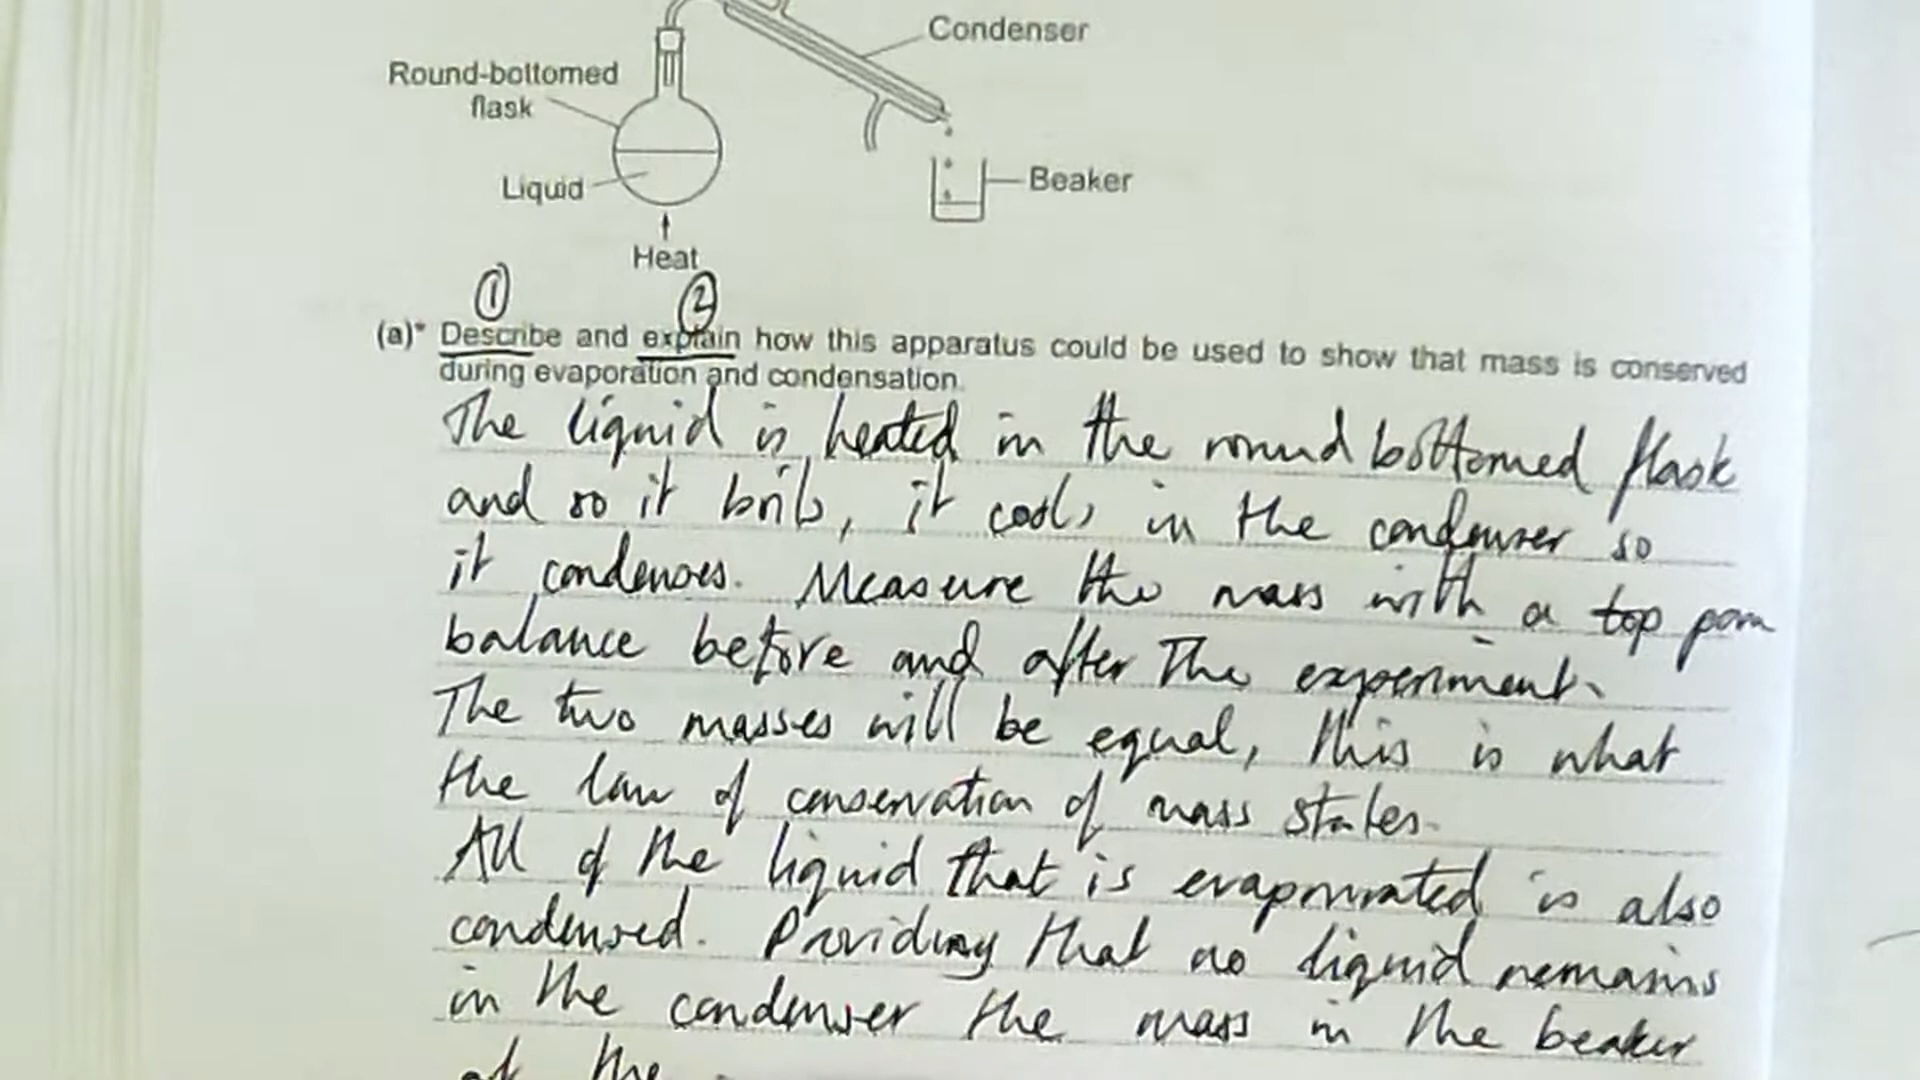 Condenser
Round-bottomed
flask
Liquid
Beaker
Heat
1
2
(a)* Describe and explain how this apparatus could be used to show that mass is conserved
during evaporation and condensation.
The liquid is heated in the round bottomed flask
and so it boils, it cools in the condenser so
it condenses. Measure the mass with a top pan
balance before and after the experiment.
The two masses will be equal, this is what
the law of conservation of mass states.
All of the liquid that is evaporated is also
condensed. Providing that no liquid remains
in the condenser the mass in the beaker
at the